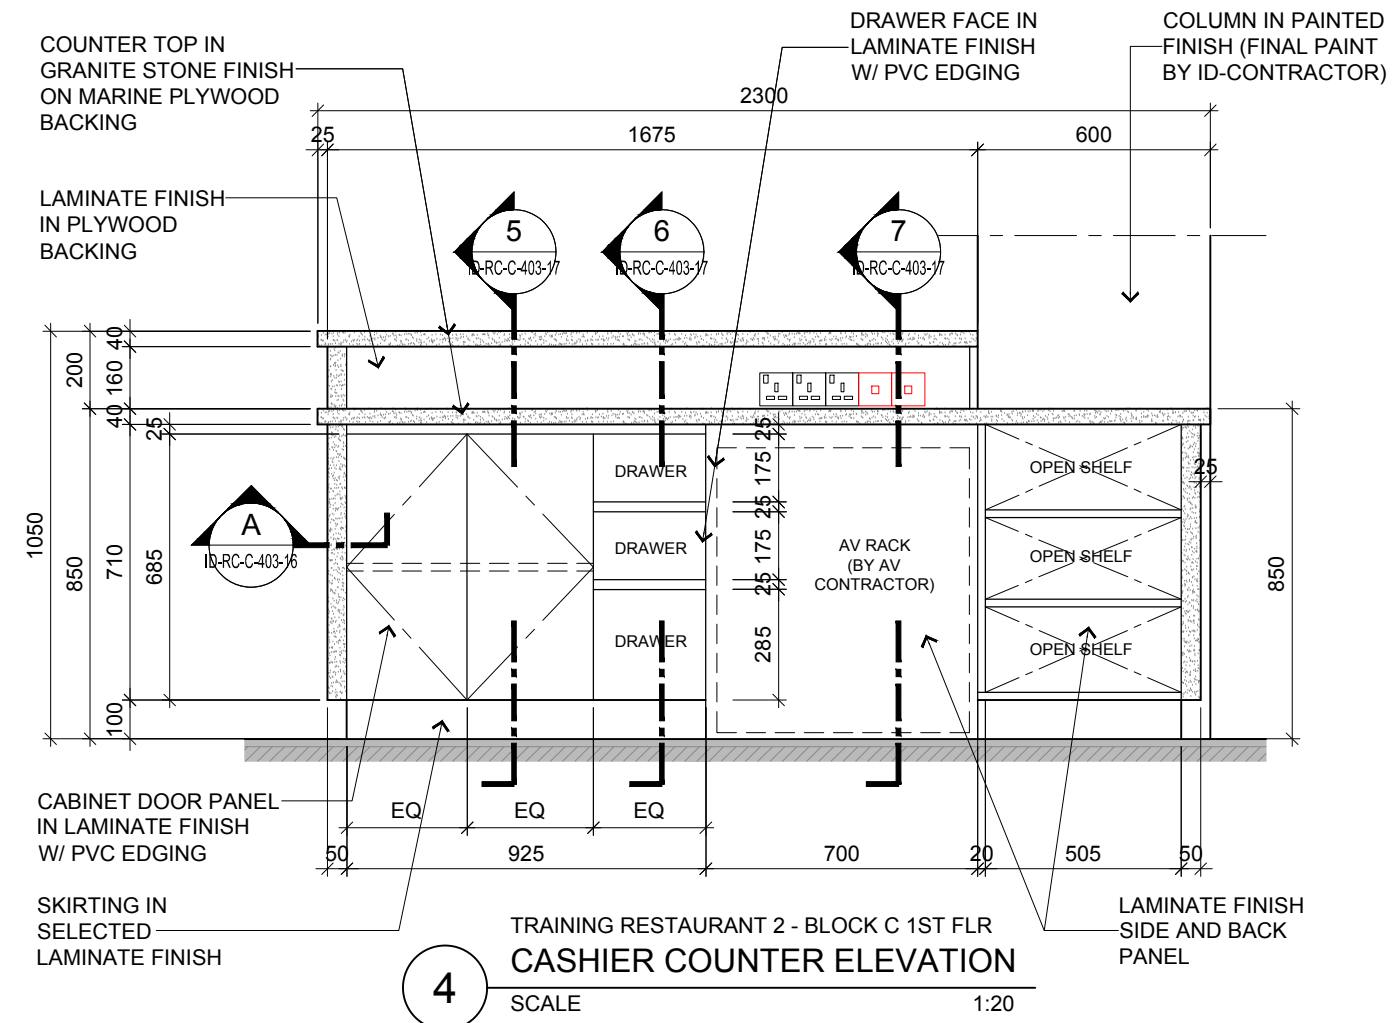 COUNTER TOP IN
GRANITE STONE FINISH
ON MARINE PLYWOOD
BACKING
DRAWER FACE IN
LAMINATE FINISH
W/ PVC EDGING
COLUMN IN PAINTED
FINISH (FINAL PAINT
BY ID-CONTRACTOR)
2300
25
1675
600
LAMINATE FINISH
IN PLYWOOD
BACKING
5
ID-RC-C-403-17
6
ID-RC-C-403-17
7
ID-RC-C-403-17
1050
200
850
40
160
40
710
100
25
685
A
ID-RC-C-403-16
DRAWER
DRAWER
DRAWER
25
175
25
175
25
285
AV RACK
(BY AV
CONTRACTOR)
OPEN SHELF
OPEN SHELF
OPEN SHELF
25
850
CABINET DOOR PANEL
IN LAMINATE FINISH
W/ PVC EDGING
EQ
EQ
EQ
50
925
700
20
505
50
SKIRTING IN
SELECTED
LAMINATE FINISH
LAMINATE FINISH
SIDE AND BACK
PANEL
4
TRAINING RESTAURANT 2 - BLOCK C 1ST FLR
CASHIER COUNTER ELEVATION
SCALE 1:20